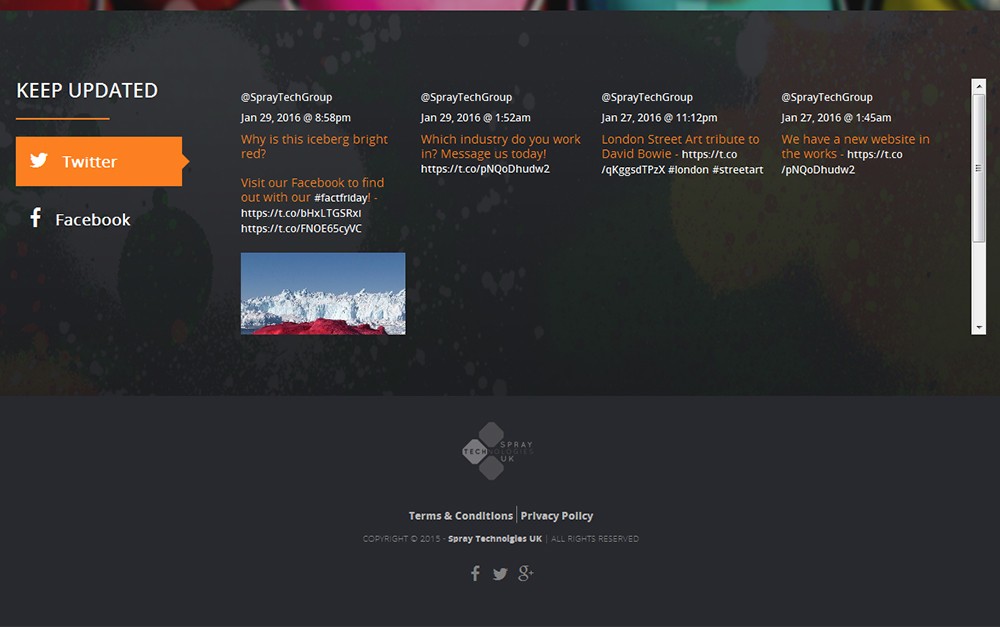 KEEP UPDATED
Twitter
Facebook
@SprayTechGroup
Jan 29, 2016 @ 8:58pm
Why is this iceberg bright
red?
Visit our Facebook to find
out with our #factfriday! -
https://t.co/bHxLTGSRxi
https://t.co/FNOE65cyVC
@SprayTechGroup
Jan 29, 2016 @ 1:52am
Which industry do you work
in? Message us today!
https://t.co/pNQoDhudw2
@SprayTechGroup
Jan 27, 2016 @ 11:12pm
London Street Art tribute to
David Bowie - https://t.co
/qKggsdTPzX #london #streetart
@SprayTechGroup
Jan 27, 2016 @ 1:45am
We have a new website in
the works - https://t.co
/pNQoDhudw2
SPRAY
TECHNOLOGIES
UK
Terms & Conditions | Privacy Policy
COPYRIGHT © 2015 - Spray Technolgies UK | ALL RIGHTS RESERVED